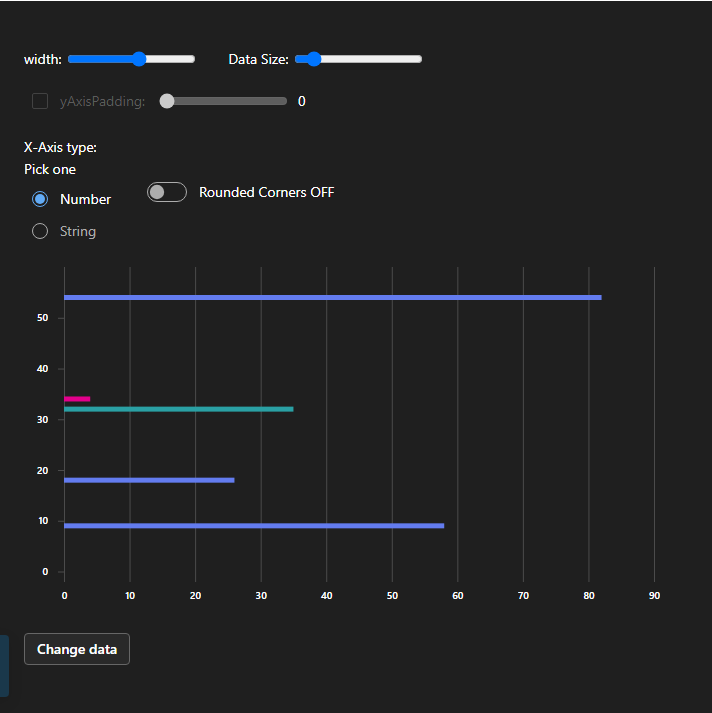 width: Data Size:
yAxisPadding: 0
X-Axis type:
Pick one
Number Rounded Corners OFF
String
50
40
30
20
10
0
0 10 20 30 40 50 60 70 80 90
Change data